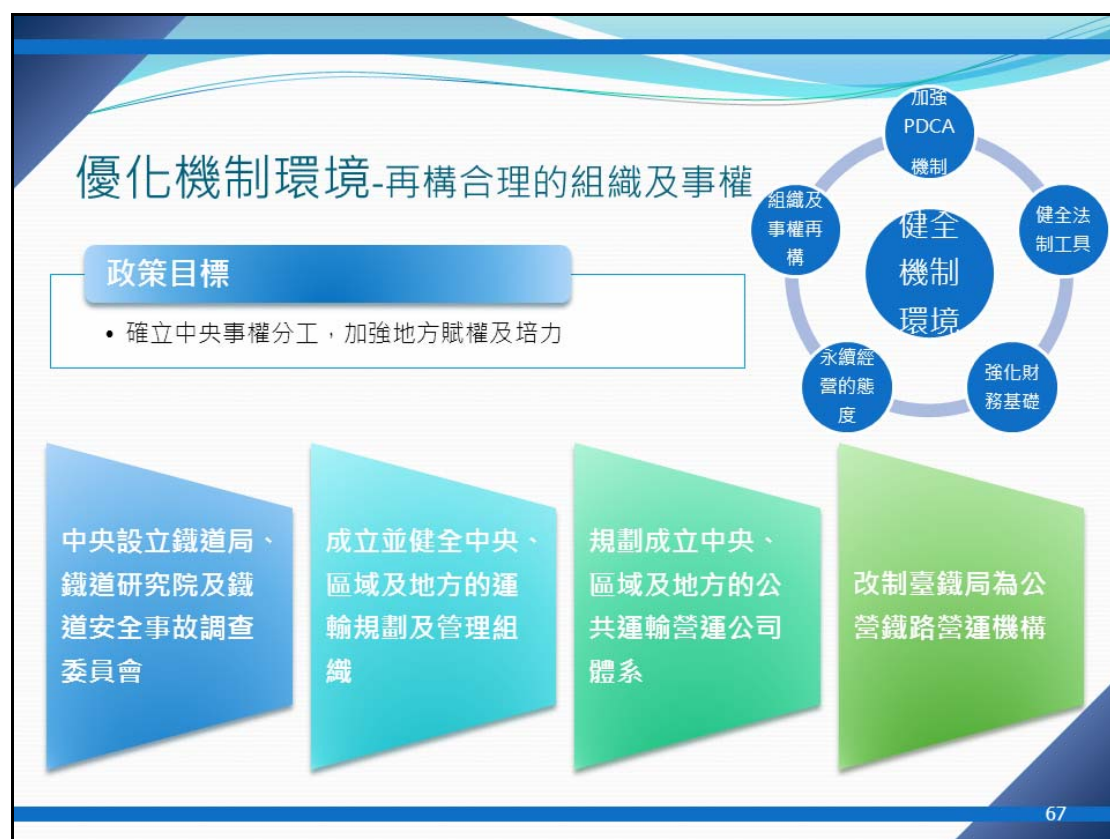 優化機制環境-再構合理的組織及事權
政策目標
• 確立中央事權分工，加強地方賦權及培力
加強
PDCA
機制
健全法
制工具
強化財
務基礎
永續經
營的態
度
組織及
事權再
構
健全
機制
環境
中央設立鐵道局、
鐵道研究院及鐵
道安全事故調查
委員會
成立並健全中央、
區域及地方的運
輸規劃及管理組
織
規劃成立中央、
區域及地方的公
共運輸營運公司
體系
改制臺鐵局為公
營鐵路營運機構
67